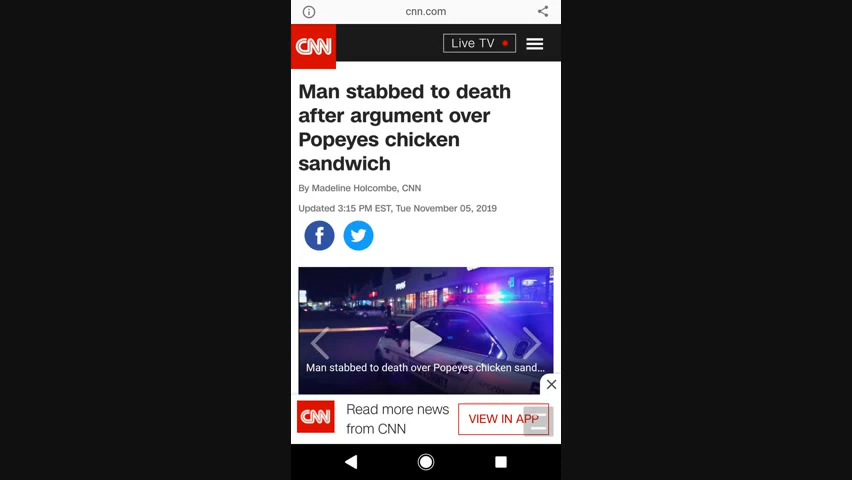 cnn.com
CNN
Live TV
Man stabbed to death
after argument over
Popeyes chicken
sandwich
By Madeline Holcombe, CNN
Updated 3:15 PM EST, Tue November 05, 2019
Man stabbed to death over Popeyes chicken sand...
CNN
Read more news
from CNN
VIEW IN APP